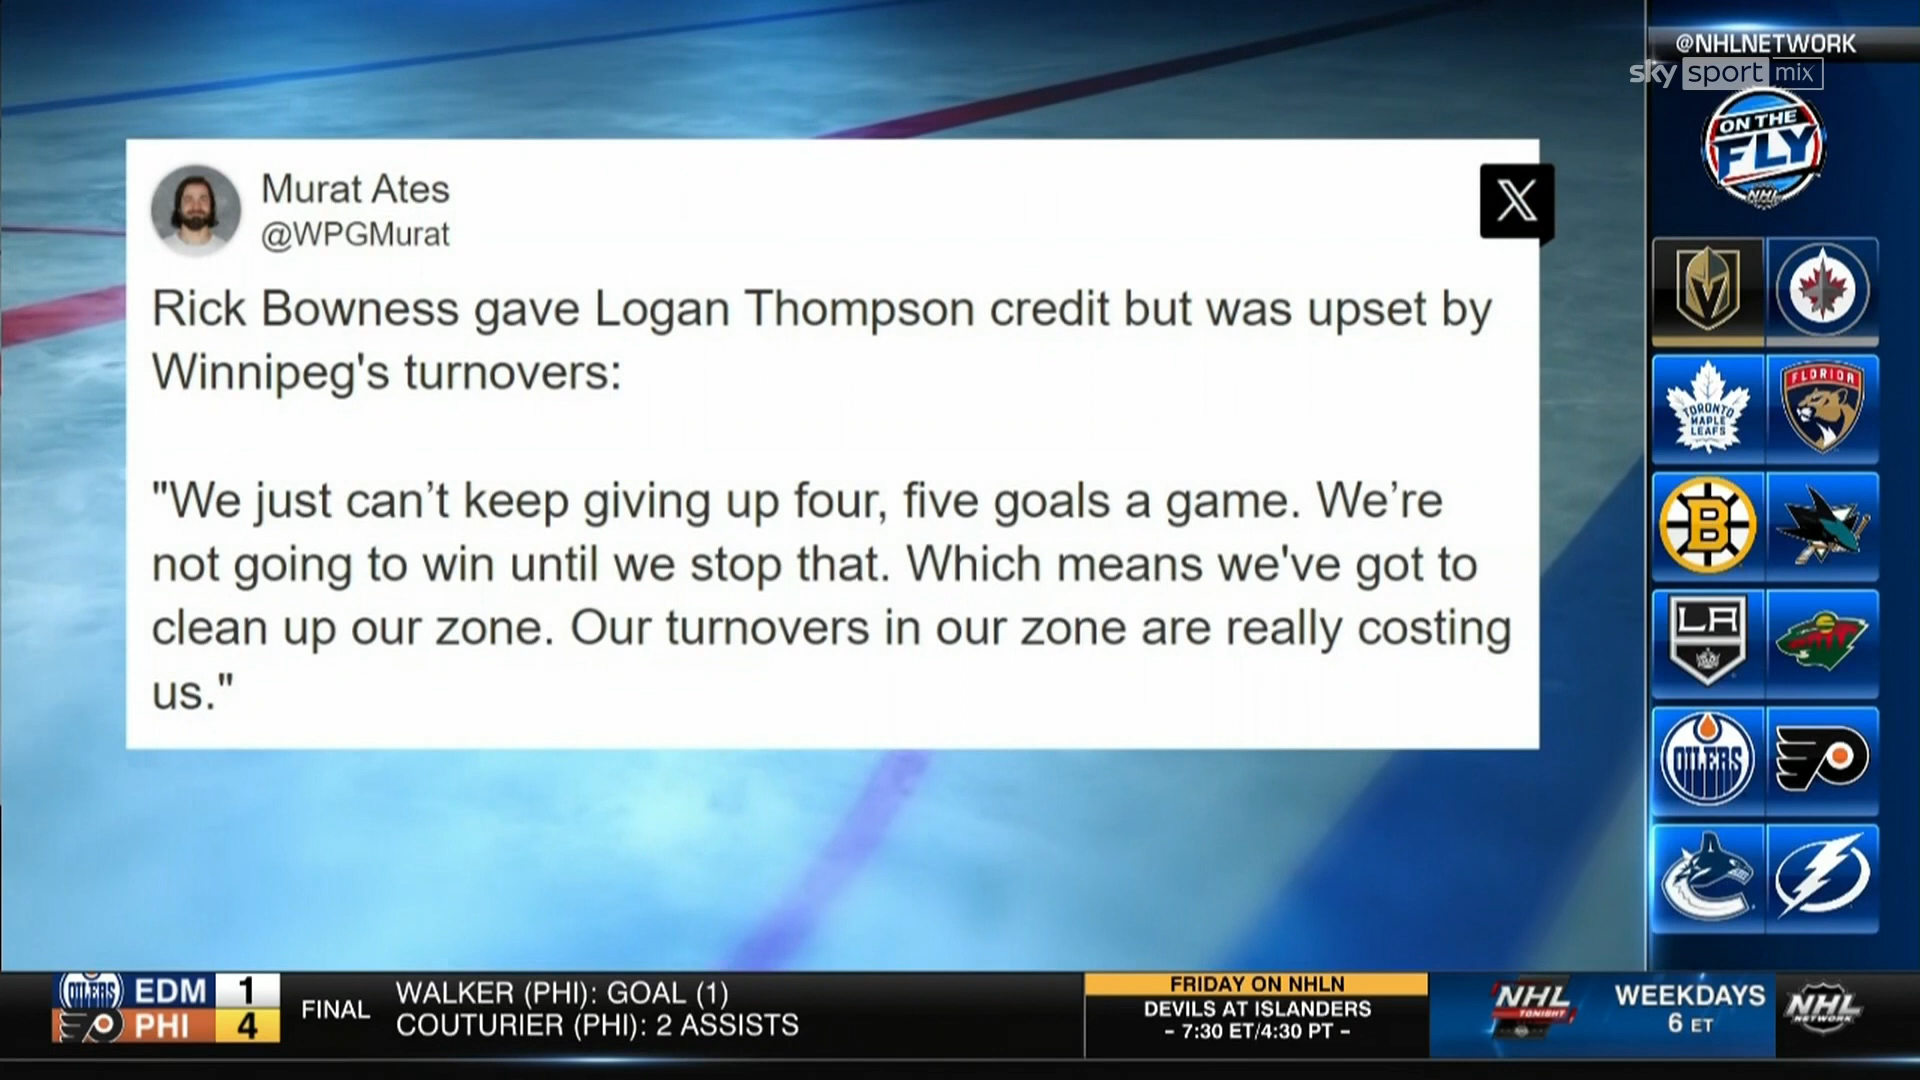 @NHLNETWORK
sky sport mix
ON THE
FLY
NHL
Murat Ates
@WPGMurat
X
Rick Bowness gave Logan Thompson credit but was upset by
Winnipeg's turnovers:
"We just can’t keep giving up four, five goals a game. We’re
not going to win until we stop that. Which means we've got to
clean up our zone. Our turnovers in our zone are really costing
us."
TORONTO
MAPLE
LEAFS
FLORIDA
B
LA
OILERS
P
OILERS EDM 1
PHI 4
FINAL
WALKER (PHI): GOAL (1)
COUTURIER (PHI): 2 ASSISTS
FRIDAY ON NHLN
DEVILS AT ISLANDERS
- 7:30 ET/4:30 PT -
NHL
TONIGHT
WEEKDAYS
6 ET
NHL
NETWORK